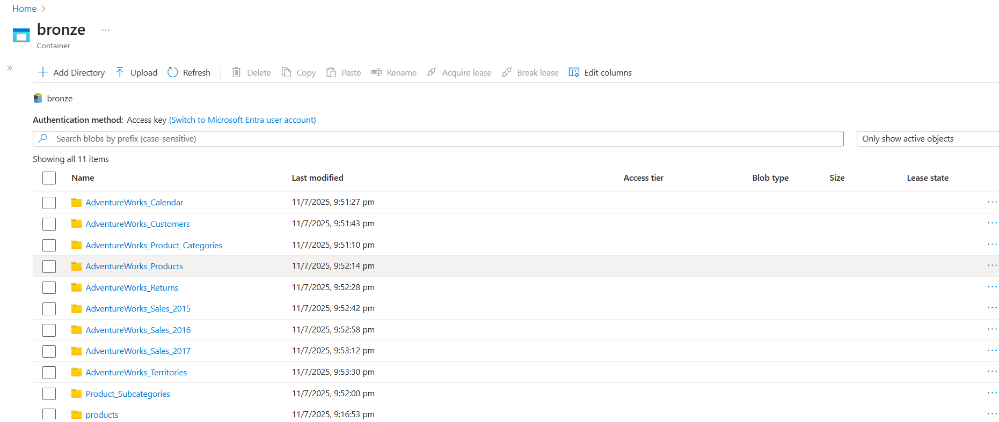 Home
bronze ...
Container
Add Directory Upload Refresh Delete Copy Paste Rename Acquire lease Break lease Edit columns
bronze
Authentication method: Access key (Switch to Microsoft Entra user account)
Search blobs by prefix (case-sensitive) Only show active objects
Showing all 11 items
Name Last modified Access tier Blob type Size Lease state
AdventureWorks_Calendar 11/7/2025, 9:51:27 pm ...
AdventureWorks_Customers 11/7/2025, 9:51:43 pm ...
AdventureWorks_Product_Categories 11/7/2025, 9:51:10 pm ...
AdventureWorks_Products 11/7/2025, 9:52:14 pm ...
AdventureWorks_Returns 11/7/2025, 9:52:28 pm ...
AdventureWorks_Sales_2015 11/7/2025, 9:52:42 pm ...
AdventureWorks_Sales_2016 11/7/2025, 9:52:58 pm ...
AdventureWorks_Sales_2017 11/7/2025, 9:53:12 pm ...
AdventureWorks_Territories 11/7/2025, 9:53:30 pm ...
Product_Subcategories 11/7/2025, 9:52:00 pm ...
products 11/7/2025, 9:16:53 pm ...